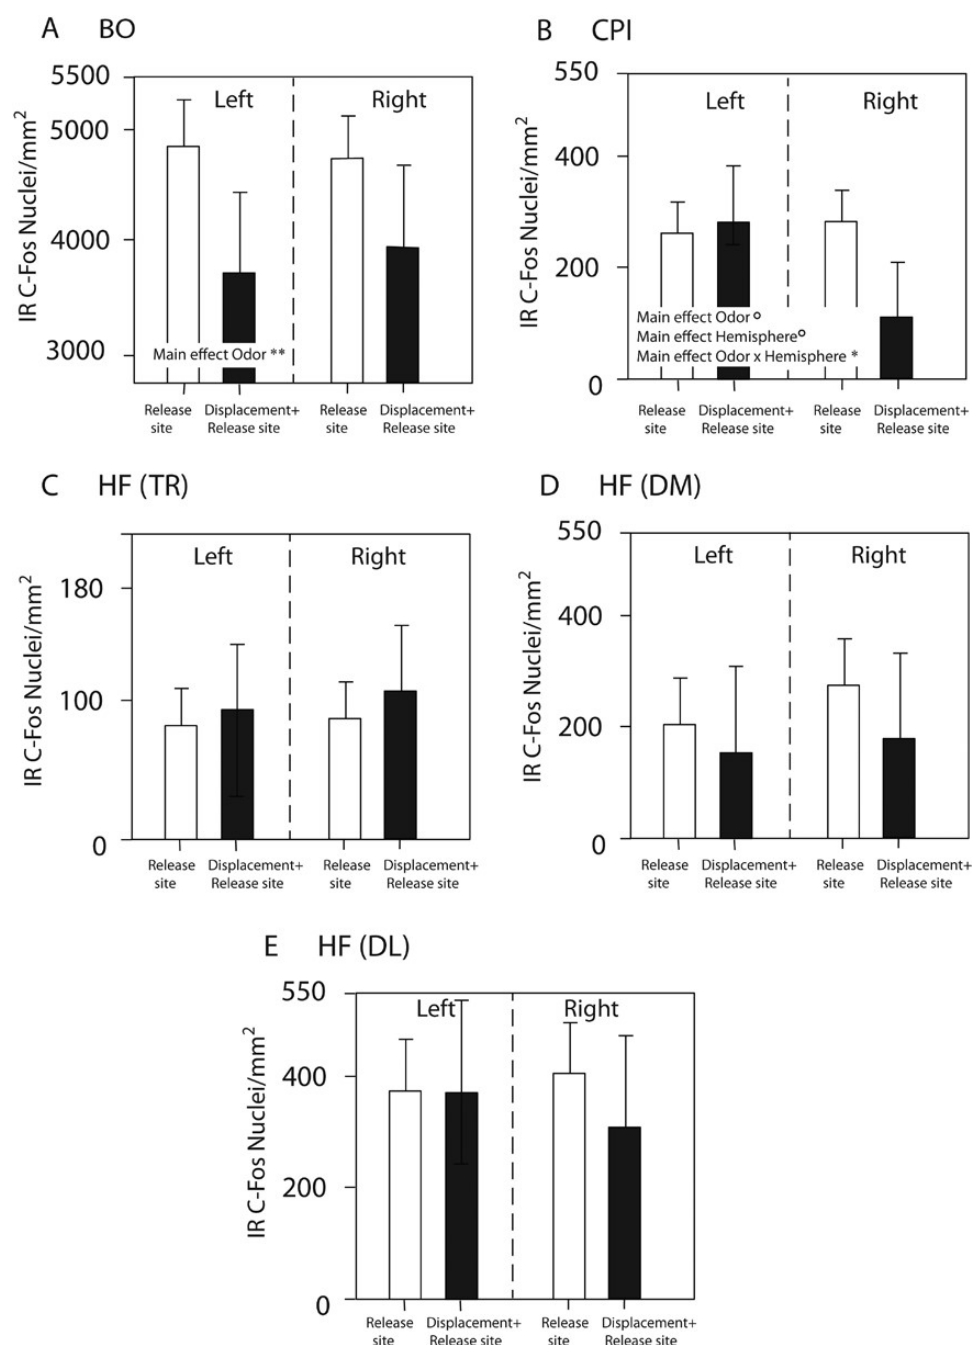 A BO
5500
5000
4000
3000
IR C-Fos Nuclei/mm²
Left
Right
Main effect Odor **
Release
site
Displacement+
Release site
Release
site
Displacement+
Release site
B CPI
550
400
200
0
IR C-Fos Nuclei/mm²
Left
Right
Main effect Odor °
Main effect Hemisphere°
Main effect Odor x Hemisphere *
Release
site
Displacement+
Release site
Release
site
Displacement+
Release site
C HF (TR)
180
100
0
IR C-Fos Nuclei/mm²
Left
Right
Release
site
Displacement+
Release site
Release
site
Displacement+
Release site
D HF (DM)
550
400
200
0
IR C-Fos Nuclei/mm²
Left
Right
Release
site
Displacement+
Release site
Release
site
Displacement+
Release site
E HF (DL)
550
400
200
0
IR C-Fos Nuclei/mm²
Left
Right
Release
site
Displacement+
Release site
Release
site
Displacement+
Release site